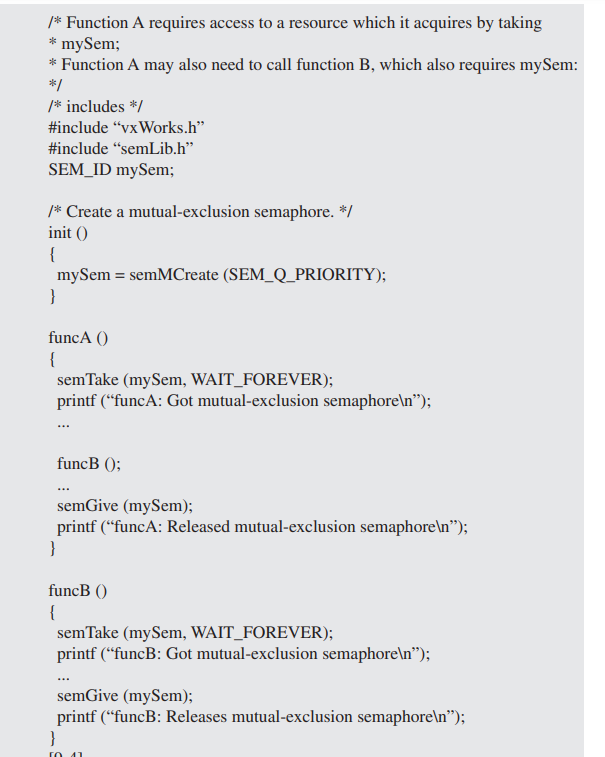 /* Function A requires access to a resource which it acquires by taking
* mySem;
* Function A may also need to call function B, which also requires mySem:
*/
/* includes */
#include “vxWorks.h”
#include “semLib.h”
SEM_ID mySem;
/* Create a mutual-exclusion semaphore. */
init ()
{
mySem = semMCreate (SEM_Q_PRIORITY);
}
funcA ()
{
semTake (mySem, WAIT_FOREVER);
printf (“funcA: Got mutual-exclusion semaphore\n”);
...
funcB ();
...
semGive (mySem);
printf (“funcA: Released mutual-exclusion semaphore\n”);
}
funcB ()
{
semTake (mySem, WAIT_FOREVER);
printf (“funcB: Got mutual-exclusion semaphore\n”);
...
semGive (mySem);
printf (“funcB: Releases mutual-exclusion semaphore\n”);
}